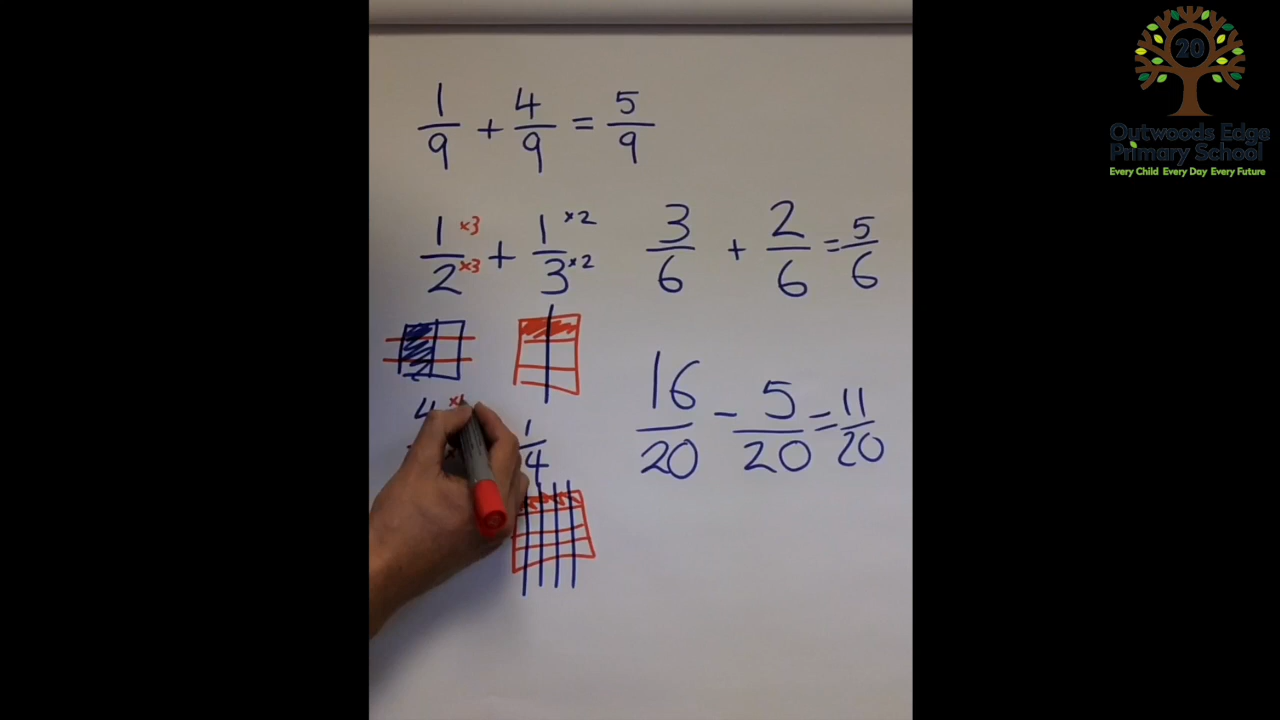 20
Outwoods Edge
Primary School
Every Child Every Day Every Future
1/9 + 4/9 = 5/9
1/2 ×3 ×3 + 1/3 ×2 ×2 3/6 + 2/6 = 5/6
4 1/4 16/20 - 5/20 = 11/20